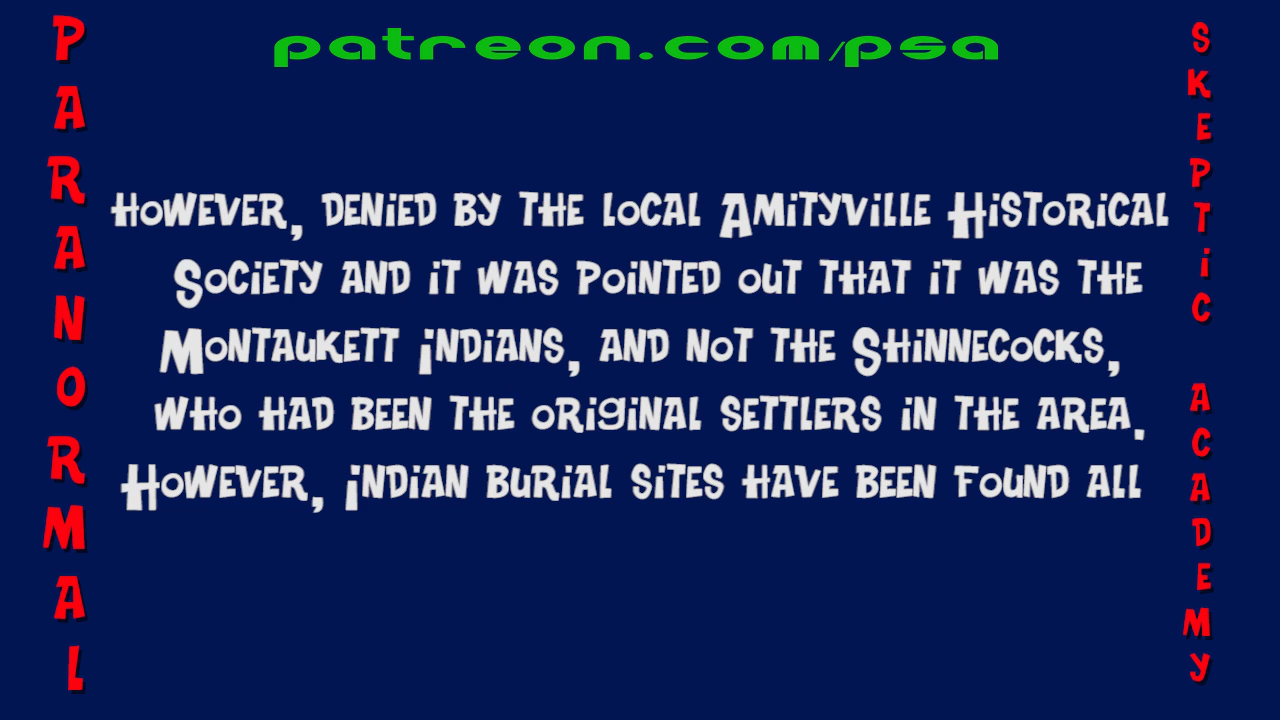 patreon.com/psa
PARANORMAL
However, denied by the local Amityville Historical
Society and it was pointed out that it was the
Montaukett Indians, and not the Shinnecocks,
who had been the original settlers in the area.
However, Indian burial sites have been found all
SKEPTIC ACADEMY